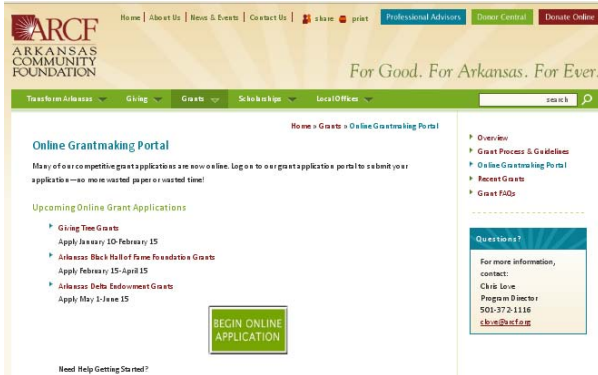 ARCF
ARKANSAS
COMMUNITY
FOUNDATION
Home | About Us | News & Events | Contact Us | share print
Professional Advisors
Donor Central
Donate Online
For Good. For Arkansas. For Ever.
Transform Arkansas Giving Grants Scholarships Local Offices
search
Home » Grants » Online Grantmaking Portal
Online Grantmaking Portal
Many of our competitive grant applications are now online. Log on to our grant application portal to submit your
application—no more wasted paper or wasted time!
Upcoming Online Grant Applications
Giving Tree Grants
Apply January 10-February 15
Arkansas Black Hall of Fame Foundation Grants
Apply February 15-April 15
Arkansas Delta Endowment Grants
Apply May 1-June 15
BEGIN ONLINE
APPLICATION
Need Help Getting Started?
Overview
Grant Process & Guidelines
Online Grantmaking Portal
Recent Grants
Grant FAQs
Questions?
For more information,
contact:
Chris Love
Program Director
501-372-1116
clove@arcf.org